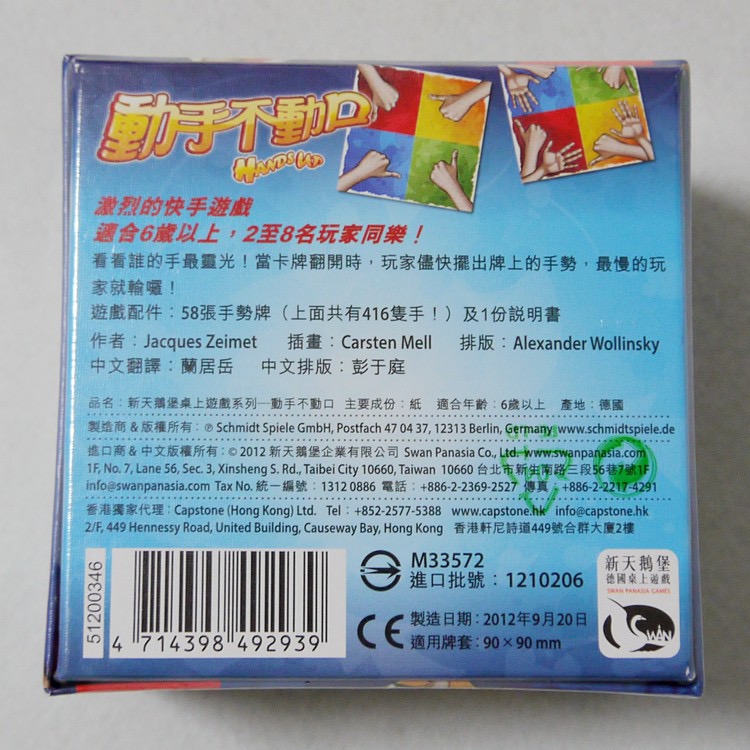 動手不動口
HANDS UP
激烈的快手遊戲
適合6歲以上，2至8名玩家同樂！
看看誰的手最靈光！當卡牌翻開時，玩家儘快擺出牌上的手勢，最慢的玩
家就輸囉！
遊戲配件：58張手勢牌（上面共有416隻手！）及1份說明書
作者：Jacques Zeimet 插畫：Carsten Mell 排版：Alexander Wollinsky
中文翻譯：蘭居岳 中文排版：彭于庭
品名：新天鵝堡桌上遊戲系列─動手不動口 主要成份：紙 適合年齡：6歲以上 產地：德國
製造商 & 版權所有：℗ Schmidt Spiele GmbH, Postfach 47 04 37, 12313 Berlin, Germany www.schmidtspiele.de
進口商 & 中文版權所有：© 2012 新天鵝堡企業有限公司 Swan Panasia Co., Ltd. www.swanpanasia.com
1F, No. 7, Lane 56, Sec. 3, Xinsheng S. Rd., Taibei City 10660, Taiwan 10660 台北市新生南路三段56巷7號1F
info@swanpanasia.com Tax No. 統一編號：1312 0886 電話：+886-2-2369-2527 傳真：+886-2-2217-4291
香港獨家代理：Capstone (Hong Kong) Ltd. Tel：+852-2577-5388 www.capstone.hk info@capstone.hk
2/F, 449 Hennessy Road, United Building, Causeway Bay, Hong Kong 香港軒尼詩道449號合群大廈2樓
51200346
4 714398 492939
M33572
進口批號：1210206
CE 製造日期：2012年9月20日
適用牌套：90×90 mm
新天鵝堡
德國桌上遊戲
SWAN PANASIA GAMES
SWAN